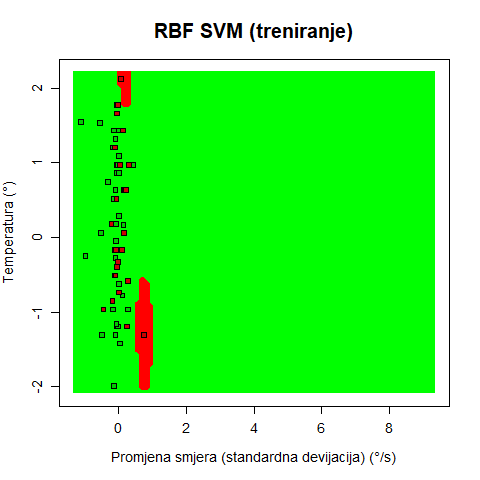 RBF SVM (treniranje)
Temperatura (°)
2
1
0
-1
-2
0 2 4 6 8
Promjena smjera (standardna devijacija) (°/s)